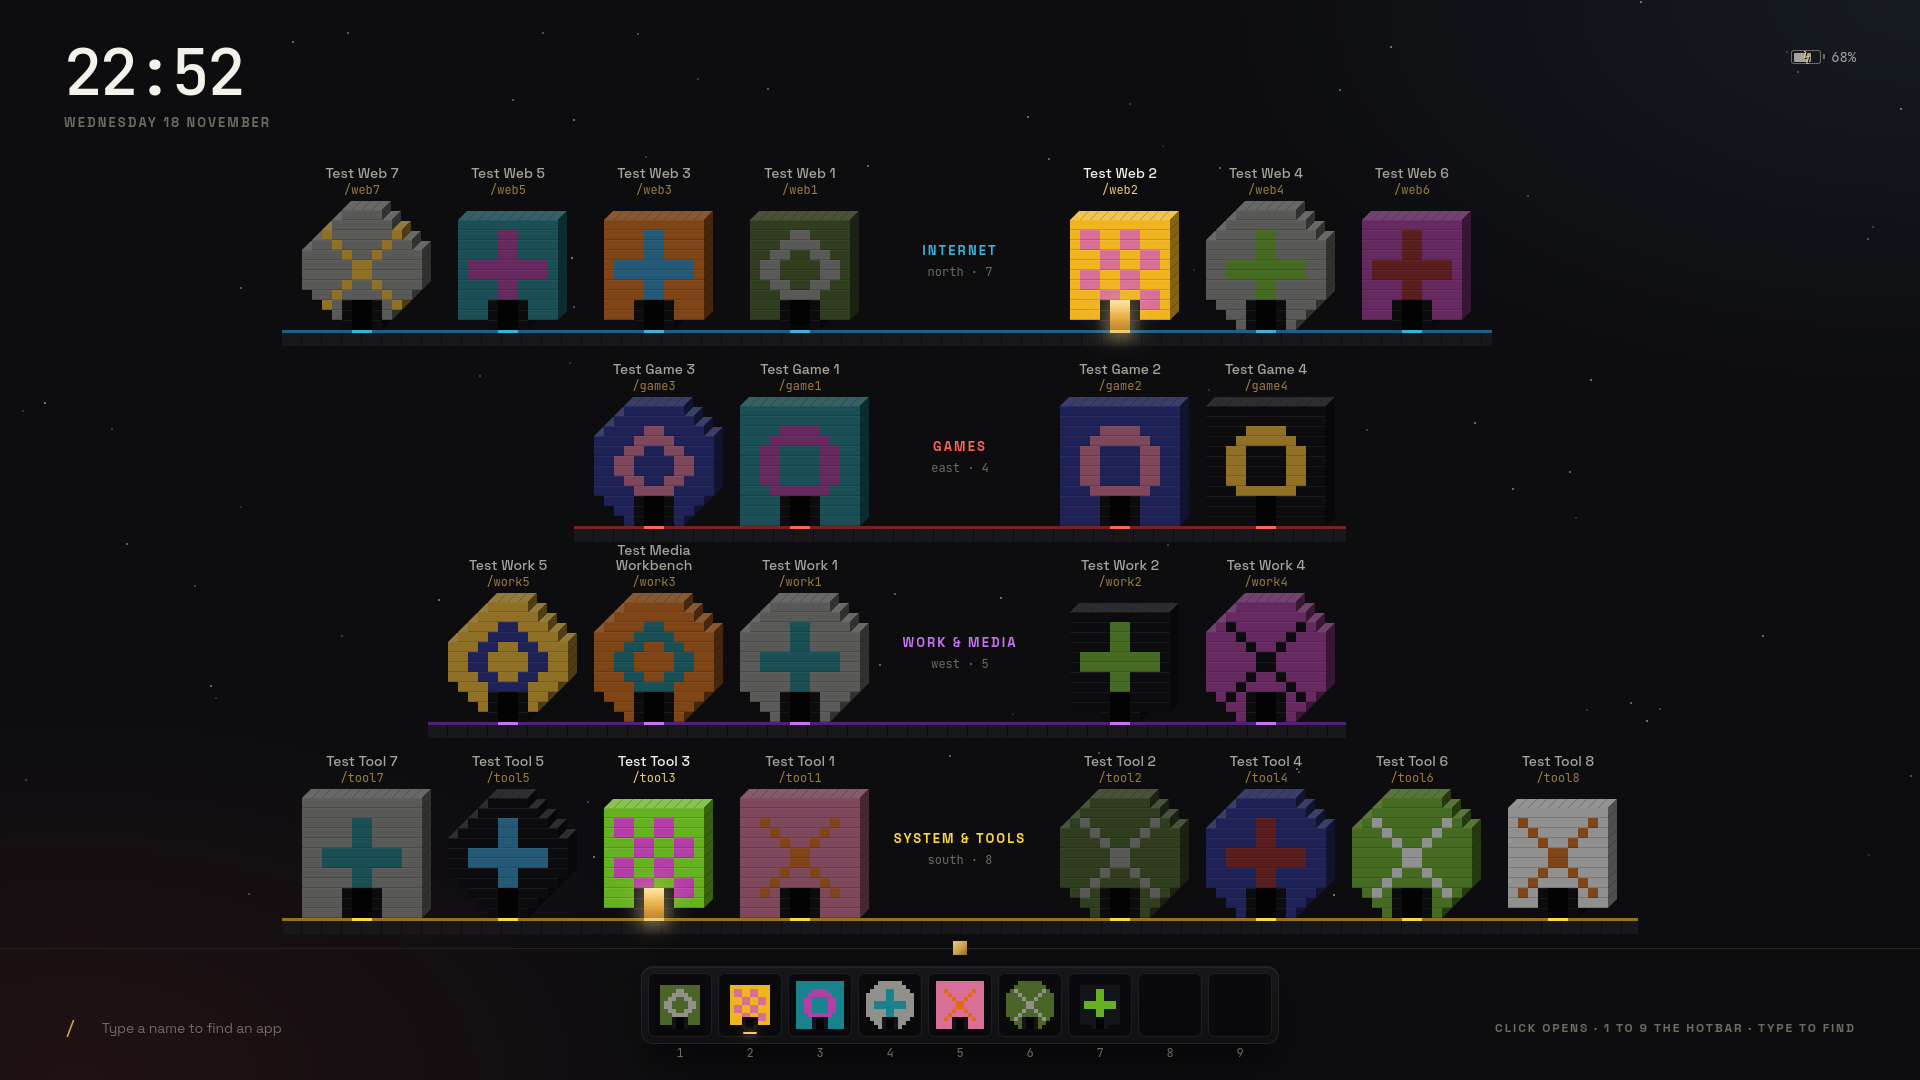 22:52
WEDNESDAY 18 NOVEMBER
68%
Test Web 7
/web7
Test Web 5
/web5
Test Web 3
/web3
Test Web 1
/web1
INTERNET
north · 7
Test Web 2
/web2
Test Web 4
/web4
Test Web 6
/web6
Test Game 3
/game3
Test Game 1
/game1
GAMES
east · 4
Test Game 2
/game2
Test Game 4
/game4
Test Work 5
/work5
Test Media
Workbench
/work3
Test Work 1
/work1
WORK & MEDIA
west · 5
Test Work 2
/work2
Test Work 4
/work4
Test Tool 7
/tool7
Test Tool 5
/tool5
Test Tool 3
/tool3
Test Tool 1
/tool1
SYSTEM & TOOLS
south · 8
Test Tool 2
/tool2
Test Tool 4
/tool4
Test Tool 6
/tool6
Test Tool 8
/tool8
/ Type a name to find an app
1 2 3 4 5 6 7 8 9
CLICK OPENS · 1 TO 9 THE HOTBAR · TYPE TO FIND